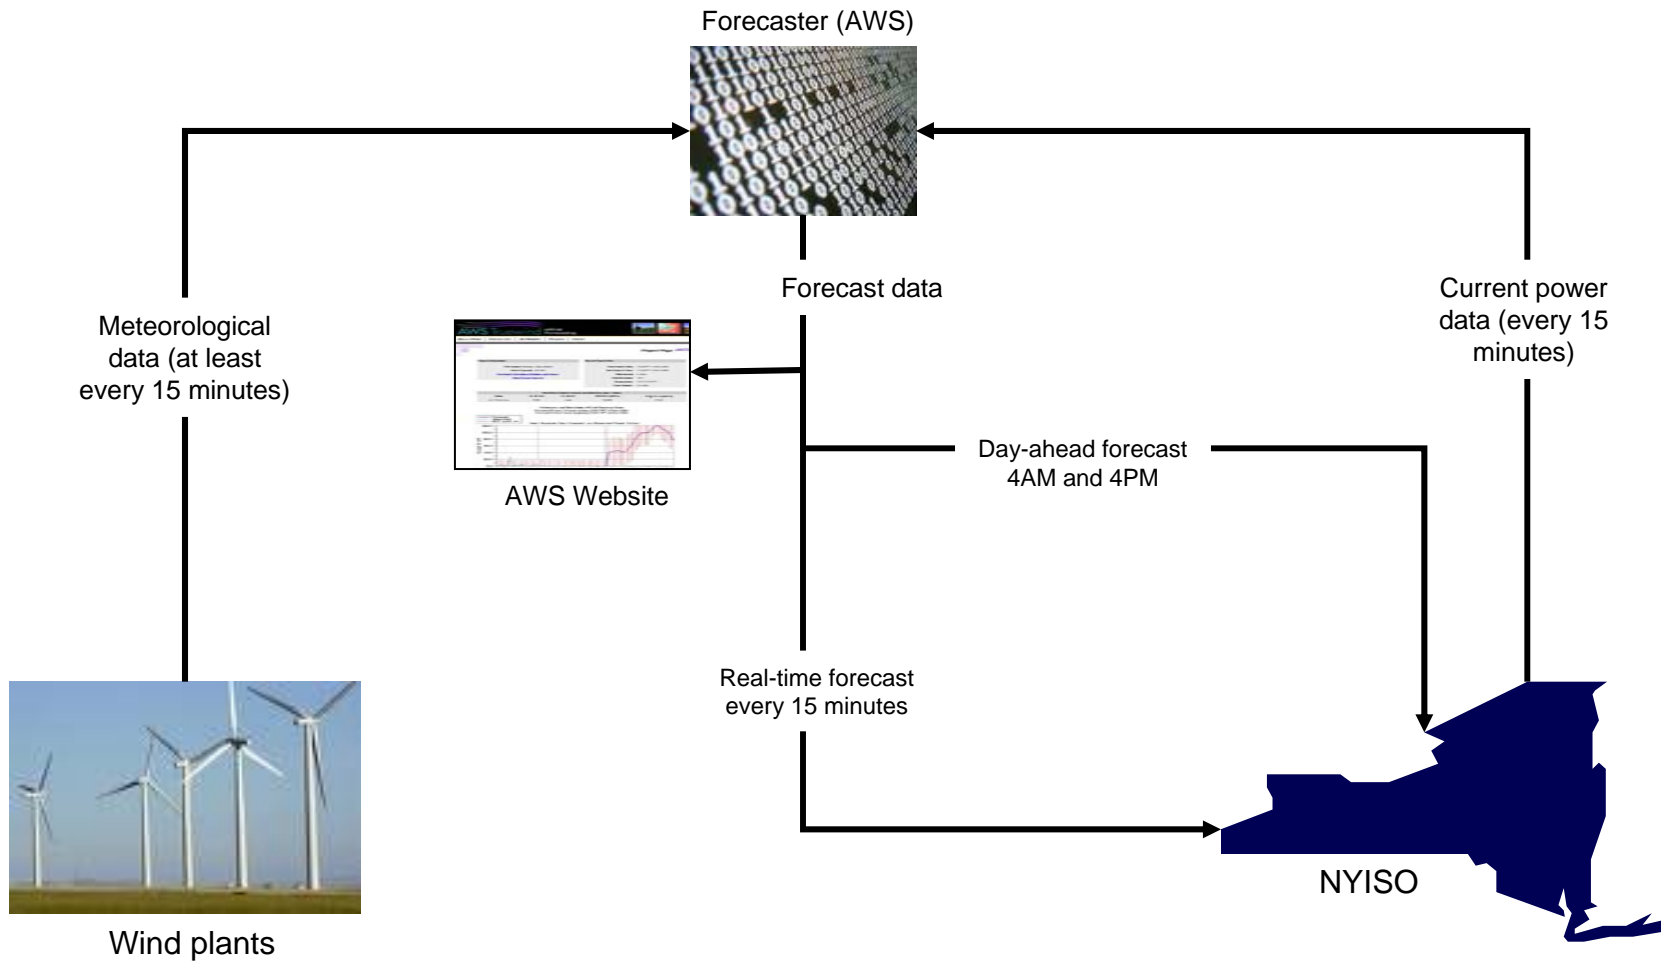 Forecaster (AWS)
Forecast data
Meteorological
data (at least
every 15 minutes)
Current power
data (every 15
minutes)
AWS Website
Day-ahead forecast
4AM and 4PM
Real-time forecast
every 15 minutes
NYISO
Wind plants